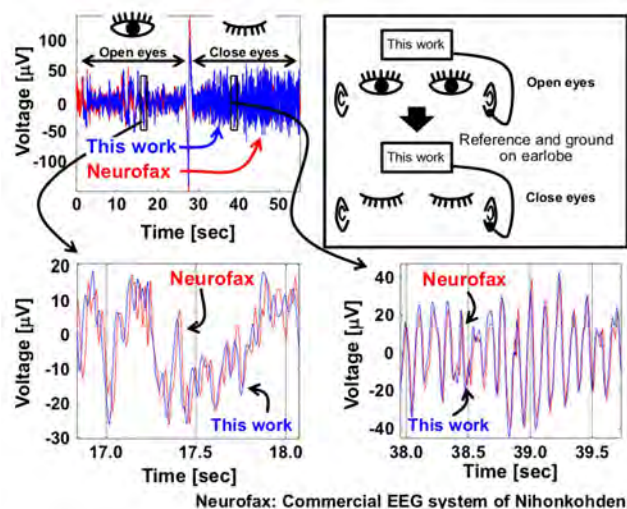 Voltage [μV]
100
50
0
-50
-100
Open eyes
Close eyes
This work
Neurofax
0 10 20 30 40 50
Time [sec]
This work
Open eyes
Reference and ground
on earlobe
This work
Close eyes
Voltage [μV]
20
10
0
-10
-20
-30
Neurofax
This work
17.0 17.5 18.0
Time [sec]
Voltage [μV]
40
20
0
-20
-40
Neurofax
This work
38.0 38.5 39.0 39.5
Time [sec]
Neurofax: Commercial EEG system of Nihonkohden